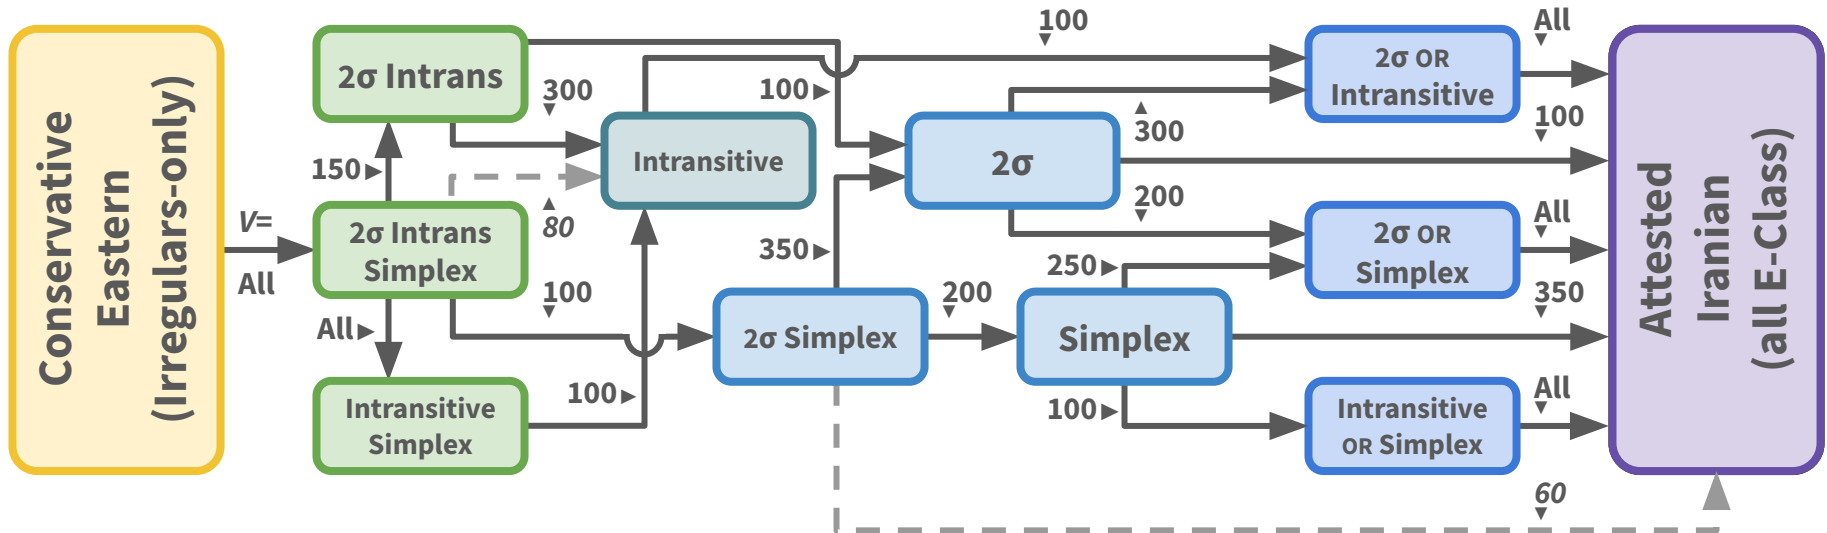 Conservative
Eastern
(Irregulars-only)
V=
All
2σ Intrans
150▶
2σ Intrans
Simplex
All▶
Intransitive
Simplex
300
▼
▲
80
100
▼
100▶
Intransitive
100▶
350▶
2σ Simplex
200
▼
100
▼
2σ
▲
300
200
▼
250▶
Simplex
100▶
2σ OR
Intransitive
2σ OR
Simplex
Intransitive
OR Simplex
All
▼
100
▼
All
▼
350
▼
All
▼
60
▼
Attested
Iranian
(all E-Class)